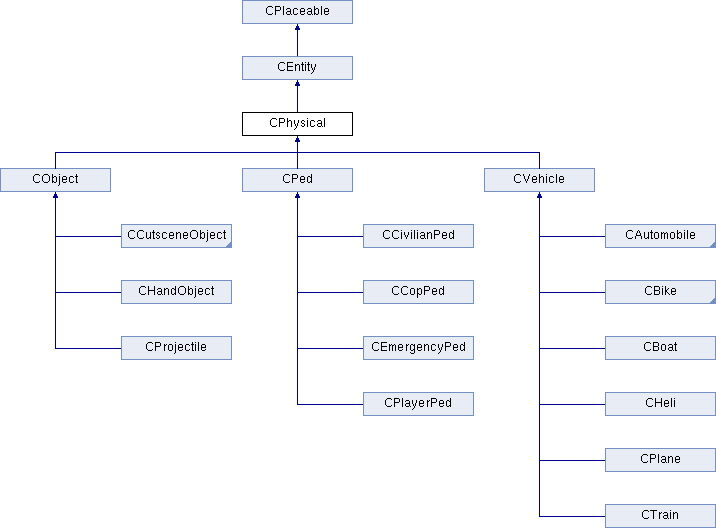 CPlaceable
CEntity
CPhysical
CObject
CPed
CVehicle
CCutsceneObject
CCivilianPed
CAutomobile
CHandObject
CCopPed
CBike
CProjectile
CEmergencyPed
CBoat
CPlayerPed
CHeli
CPlane
CTrain